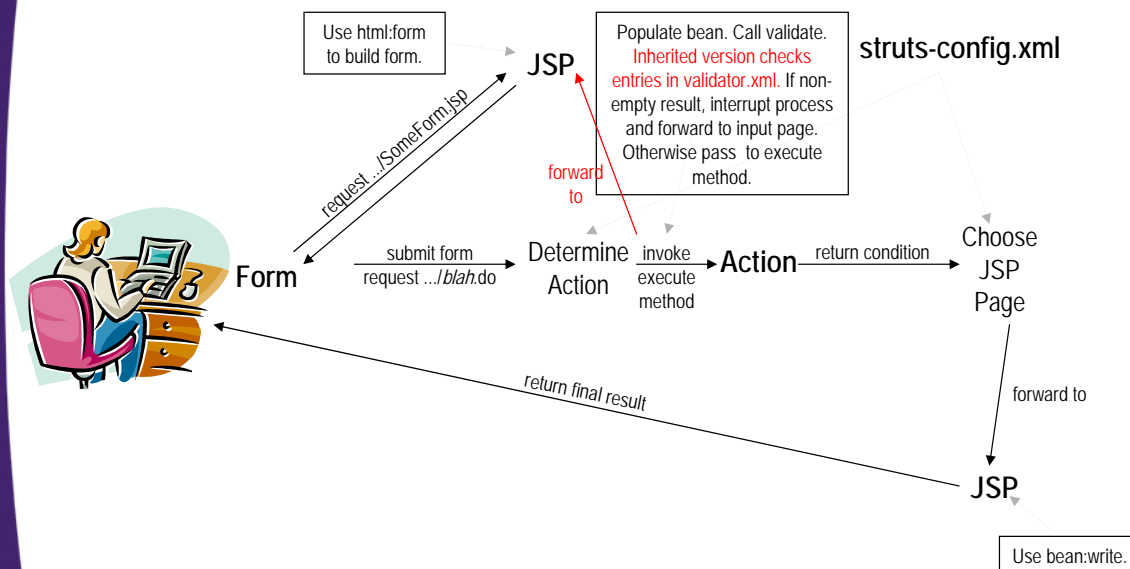 Use html:form
to build form.
JSP
Populate bean. Call validate.
Inherited version checks
entries in validator.xml. If non-
empty result, interrupt process
and forward to input page.
Otherwise pass to execute
method.
struts-config.xml
request .../SomeForm.jsp
forward
to
Form
submit form
request .../blah.do
Determine
Action
invoke
execute
method
Action
return condition
Choose
JSP
Page
return final result
forward to
JSP
Use bean:write.